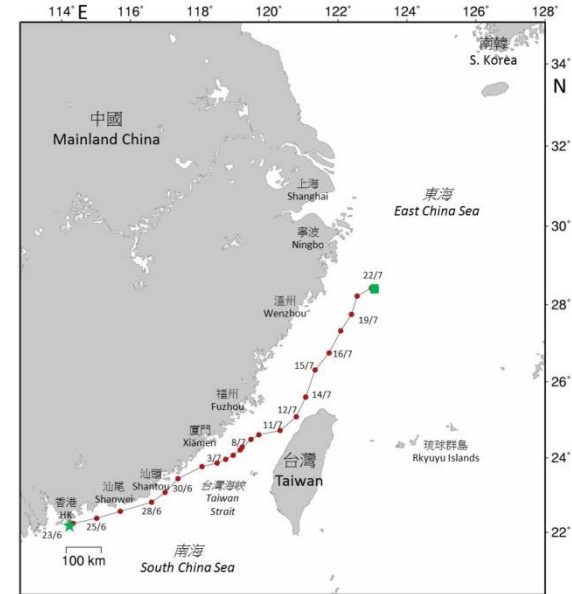 114° E 116° 118° 120° 122° 124° 126° 128°
南韓
S. Korea
34°
N
中國
Mainland China
32°
上海
Shanghai
東海
East China Sea
30°
寧波
Ningbo
22/7
28°
溫州
Wenzhou
19/7
16/7
15/7
26°
14/7
福州
Fuzhou
12/7
11/7
廈門
Xiamen
8/7
3/7
24°
琉球群島
Rkyuyu Islands
台灣
Taiwan
台灣海峽
Taiwan
Strait
汕頭
Shantou
30/6
汕尾
Shanwei
28/6
香港
HK
25/6
23/6
22°
100 km
南海
South China Sea